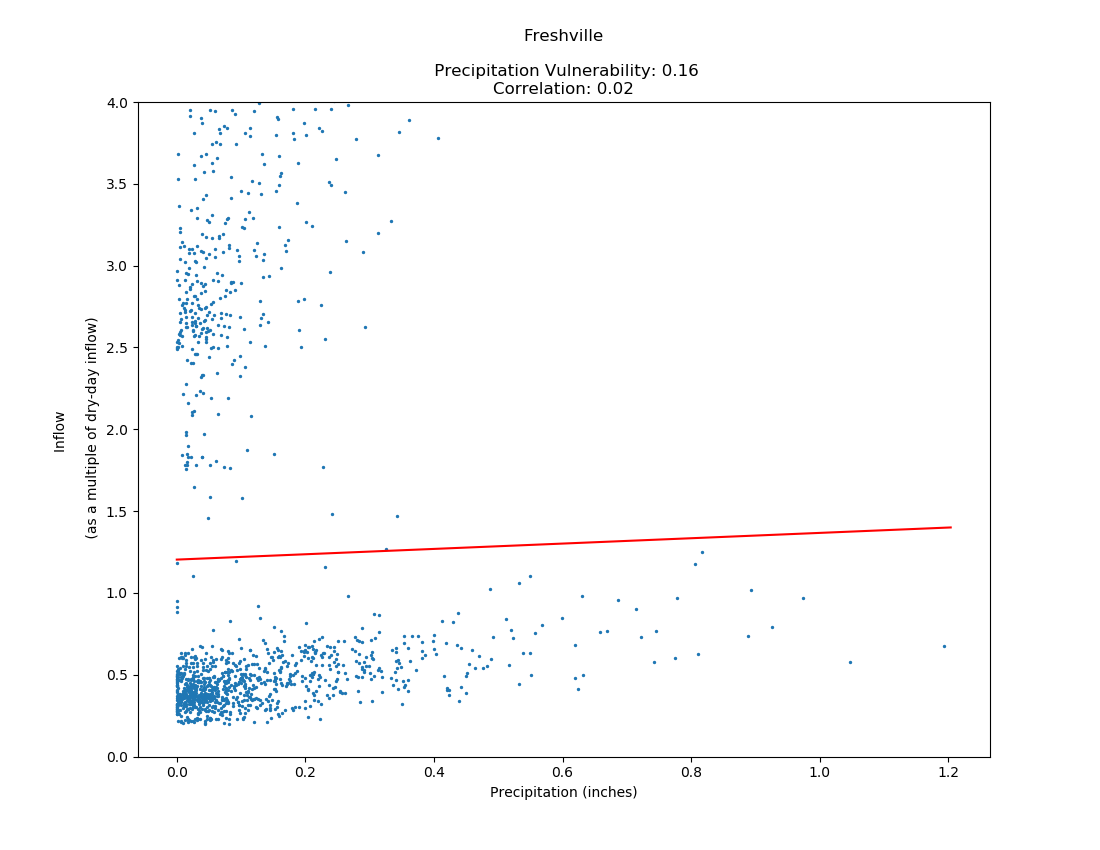 Freshville
Precipitation Vulnerability: 0.16
Correlation: 0.02
4.0
3.5
3.0
2.5
2.0
1.5
1.0
0.5
0.0
Inflow
(as a multiple of dry-day inflow)
0.0 0.2 0.4 0.6 0.8 1.0 1.2
Precipitation (inches)